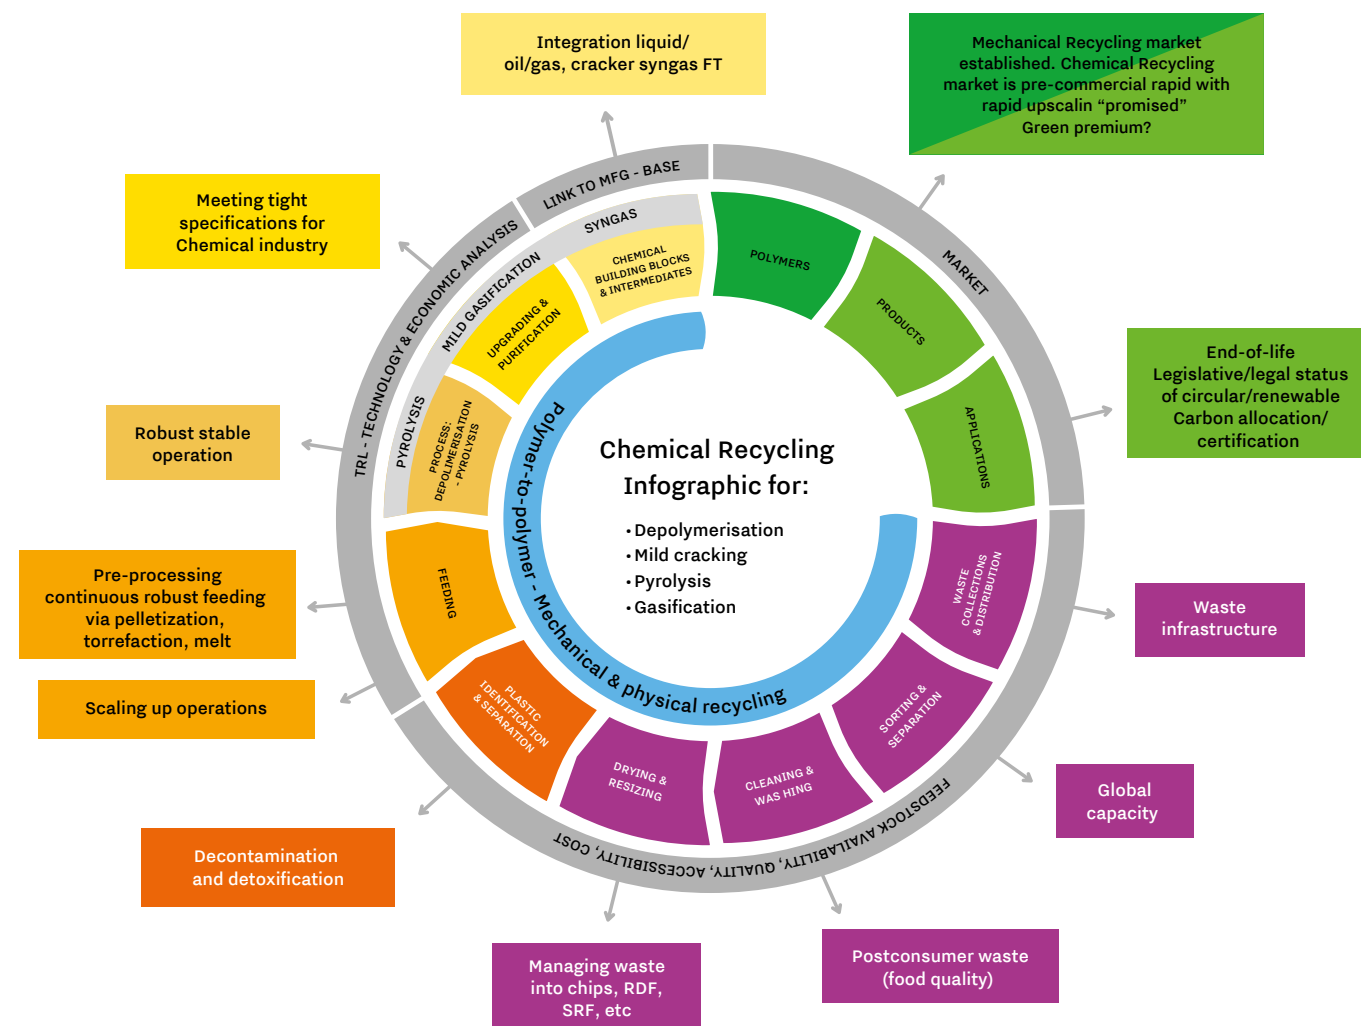 Integration liquid/
oil/gas, cracker syngas FT
Mechanical Recycling market
established. Chemical Recycling
market is pre-commercial rapid with
rapid upscalin “promised”
Green premium?
Meeting tight
specifications for
Chemical industry
End-of-life
Legislative/legal status
of circular/renewable
Carbon allocation/
certification
Robust stable
operation
Pre-processing
continuous robust feeding
via pelletization,
torrefaction, melt
Waste
infrastructure
Scaling up operations
Global
capacity
Decontamination
and detoxification
Managing waste
into chips, RDF,
SRF, etc
Postconsumer waste
(food quality)
LINK TO MFG - BASE
MARKET
TRL - TECHNOLOGY & ECONOMIC ANALYSIS
FEEDSTOCK AVAILABILITY, QUALITY, ACCESSIBILITY, COST
SYNGAS
MILD GASIFICATION
PYROLYSIS
POLYMERS
PRODUCTS
APPLICATIONS
WASTE
COLLECTIONS
& DISTRIBUTION
SORTING &
SEPARATION
CLEANING &
WAS HING
DRYING &
RESIZING
PLASTIC
IDENTIFICATION
& SEPARATION
FEEDING
PROCESS:
DEPOLIMERISATION
- PYROLYSIS
UPGRADING &
PURIFICATION
CHEMICAL
BUILDING BLOCKS
& INTERMEDIATES
Polymer-to-polymer - Mechanical & physical recycling
Chemical Recycling
Infographic for:
• Depolymerisation
• Mild cracking
• Pyrolysis
• Gasification